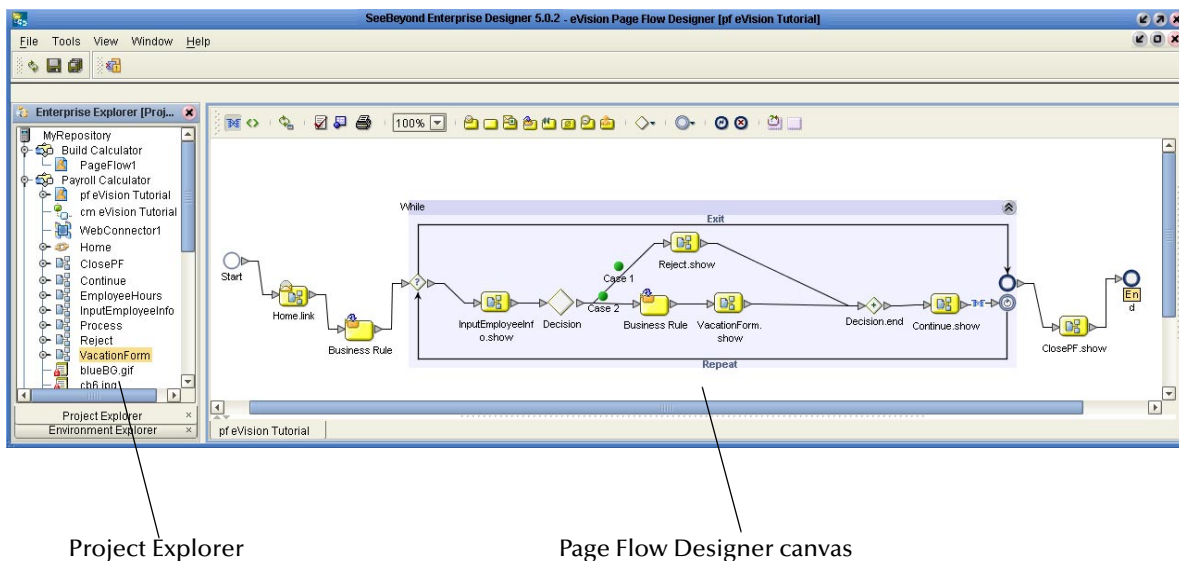 SeeBeyond Enterprise Designer 5.0.2 - eVision Page Flow Designer [pf eVision Tutorial]
File Tools View Window Help
Enterprise Explorer [Proj...
100%
MyRepository
Build Calculator
PageFlow1
Payroll Calculator
pf eVision Tutorial
cm eVision Tutorial
WebConnector1
Home
ClosePF
Continue
EmployeeHours
InputEmployeeInfo
Process
Reject
VacationForm
blueBG.gif
cb6.jpg
Project Explorer
Environment Explorer
While
Exit
Start
Home.link
Business Rule
?
InputEmployeeInf
o.show
Decision
Case 1
Case 2
Reject.show
Business Rule
VacationForm.
show
Decision.end
Continue.show
Repeat
ClosePF.show
En
d
pf eVision Tutorial
Project Explorer
Page Flow Designer canvas